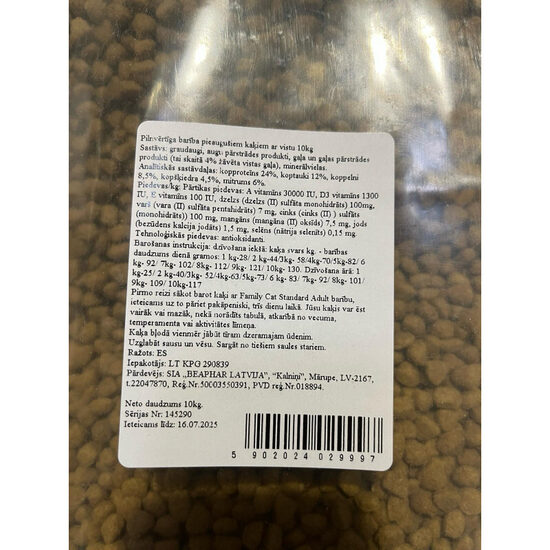 Pilnvērtīga barība pieaugušiem kaķiem ar vistu 10kg
Sastāvs: graudaugi, augu pārstrādes produkti, gaļa un gaļas pārstrādes
produkti (tai skaitā 4% žāvēta vistas gaļa), minerālvielas.
Analītiskās sastāvdaļas: kopproteīns 24%, koptauki 12%, koppelni
8,5%, kopšķiedra 4,5%, mitrums 6%.
Piedevas/kg: Pārtikas piedevas: A vitamīns 30000 IU, D3 vitamīns 1300
IU, E vitamīns 100 IU, dzelzs (dzelzs (II) sulfāta monohidrāts) 100mg,
varš (vara (II) sulfāta pentahidrāts) 7 mg, cinks (cinks (II) sulfāts
(monohidrāts)) 100 mg, mangāns (mangāna (II) oksīds) 7,5 mg, jods
(bezūdens kalcija jodāts) 1,5 mg, selēns (nātrija selenīts) 0,15 mg
Tehnoloģiskās piedevas: antioksidanti.
Barošanas instrukcija: dzīvošana iekšā: kaķa svars kg. - barības
daudzums dienā gramos: 1 kg-28/ 2 kg-44/3kg- 58/4kg-70/5kg-82/ 6
kg- 92/ 7kg- 102/ 8kg- 112/ 9kg- 121/ 10kg- 130. Dzīvošana ārā: 1
kg-25/ 2 kg-40/3kg- 52/4kg-63/5kg-73/ 6 kg- 83/ 7kg- 92/ 8kg- 101/
9kg- 109/ 10kg-117
Pirmo reizi sākot barot kaķi ar Family Cat Standard Adult barību,
ieteicams uz to pāriet pakāpeniski, trīs dienu laikā. Jūsu kaķis var ēst
vairāk vai mazāk, nekā norādīts tabulā, atkarībā no vecuma,
temperamenta vai aktivitātes līmeņa.
Kaķa bļodā vienmēr jābūt tīram dzeramajam ūdenim.
Uzglabāt sausu un vēsu. Sargāt no tiešiem saules stariem.
Ražots: ES
Iepakotājs: LT KPG 290839
Pārdevējs: SIA „BEAPHAR LATVIJA”, “Kalniņi”, Mārupe, LV-2167,
t.22047870, Reģ.Nr.50003550391, PVD reģ.Nr.018894.
Neto daudzums 10kg.
Sērijas Nr: 145290
Ieteicams līdz: 16.07.2025
5 902024 029997